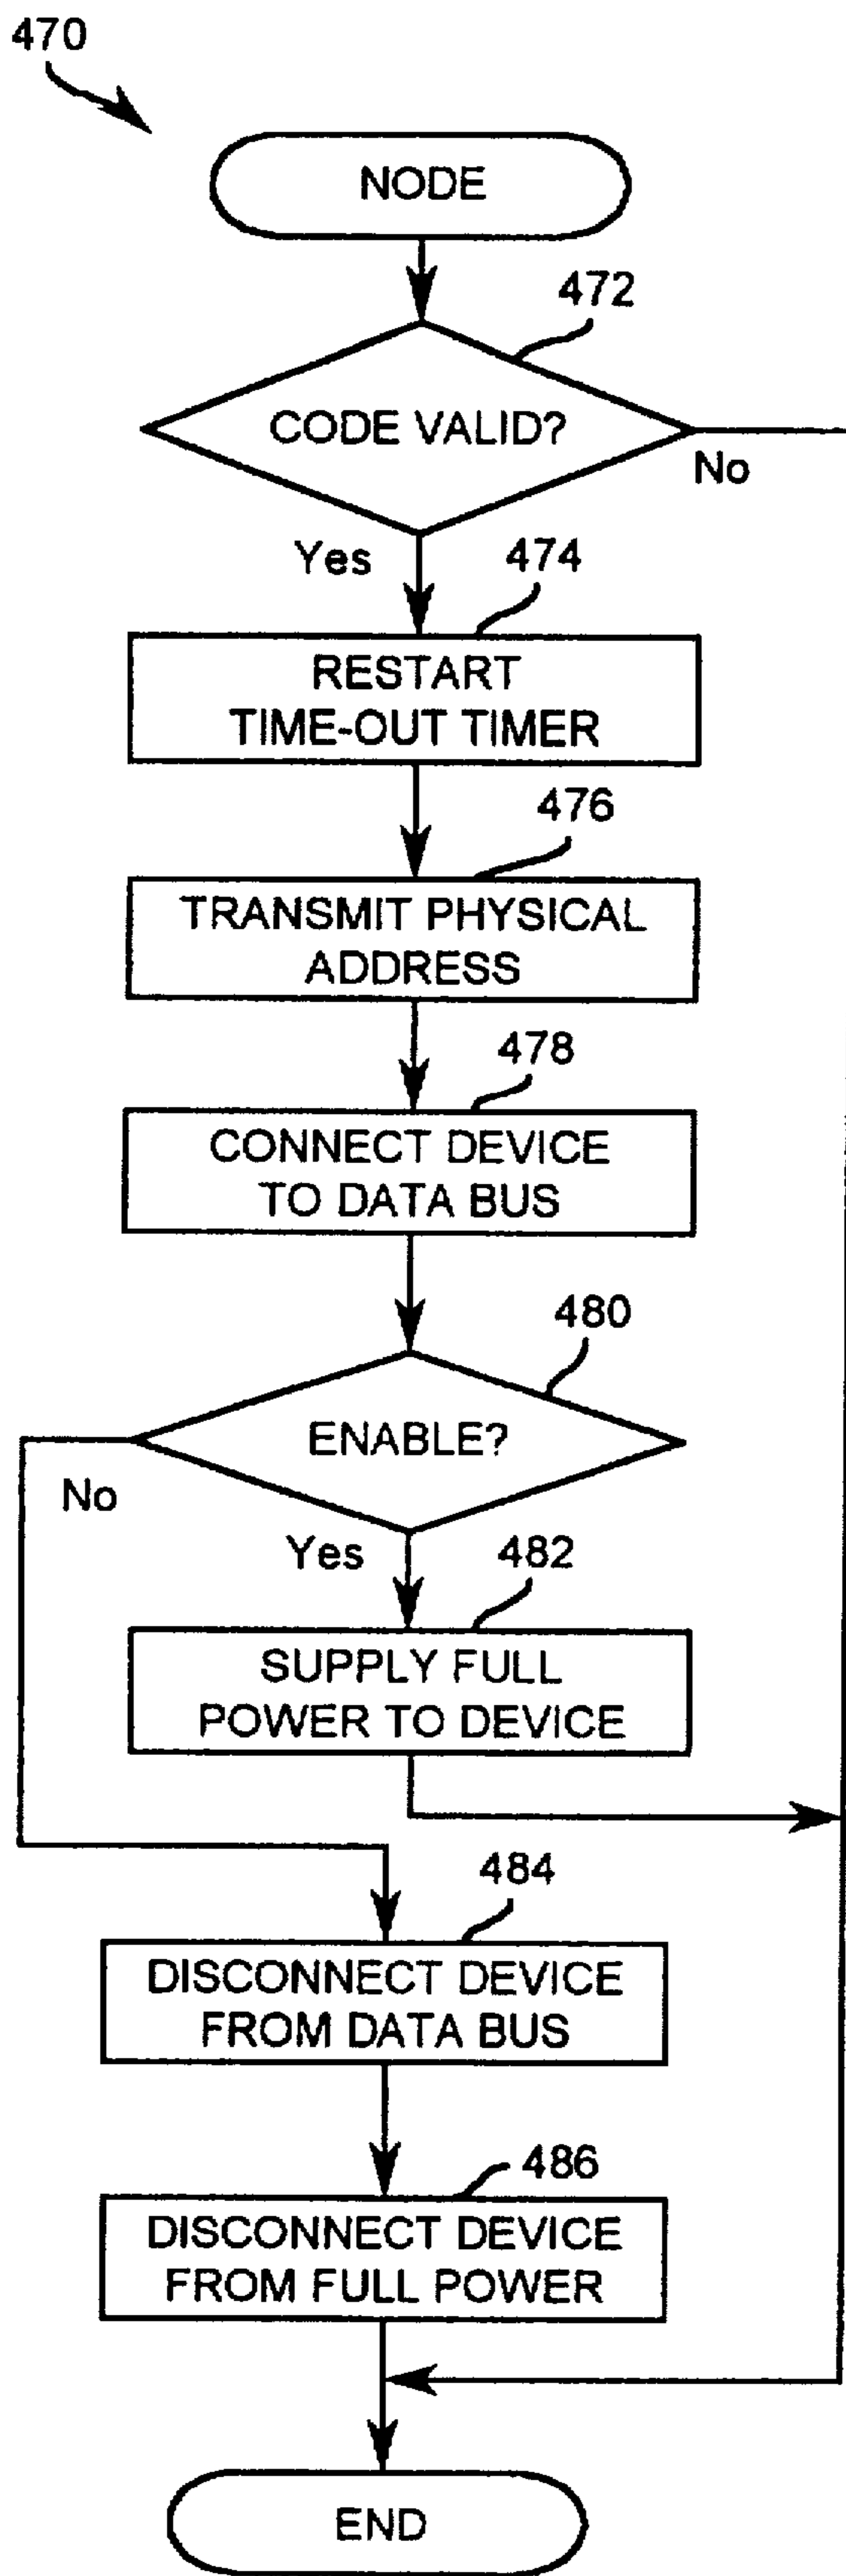 470
NODE
472
CODE VALID?
No
Yes
474
RESTART
TIME-OUT TIMER
476
TRANSMIT PHYSICAL
ADDRESS
478
CONNECT DEVICE
TO DATA BUS
480
ENABLE?
No
Yes
482
SUPPLY FULL
POWER TO DEVICE
484
DISCONNECT DEVICE
FROM DATA BUS
486
DISCONNECT DEVICE
FROM FULL POWER
END